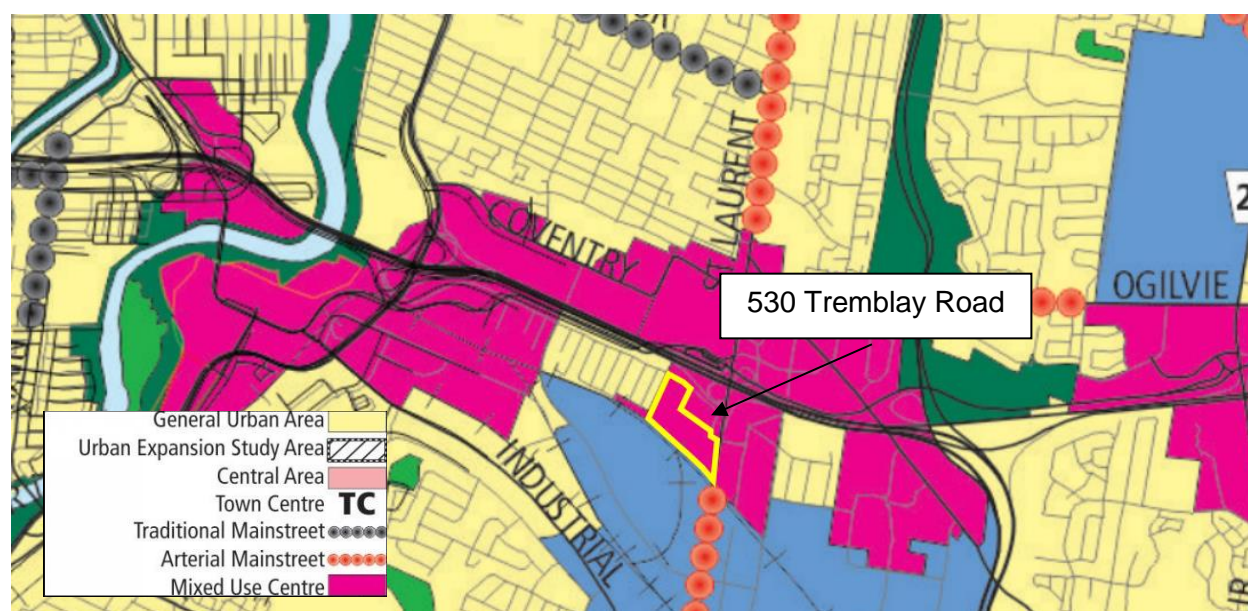 COVENTRY
ST. LAURENT
530 Tremblay Road
OGILVIE
2
INDUSTRIAL
General Urban Area
Urban Expansion Study Area
Central Area
Town Centre TC
Traditional Mainstreet
Arterial Mainstreet
Mixed Use Centre